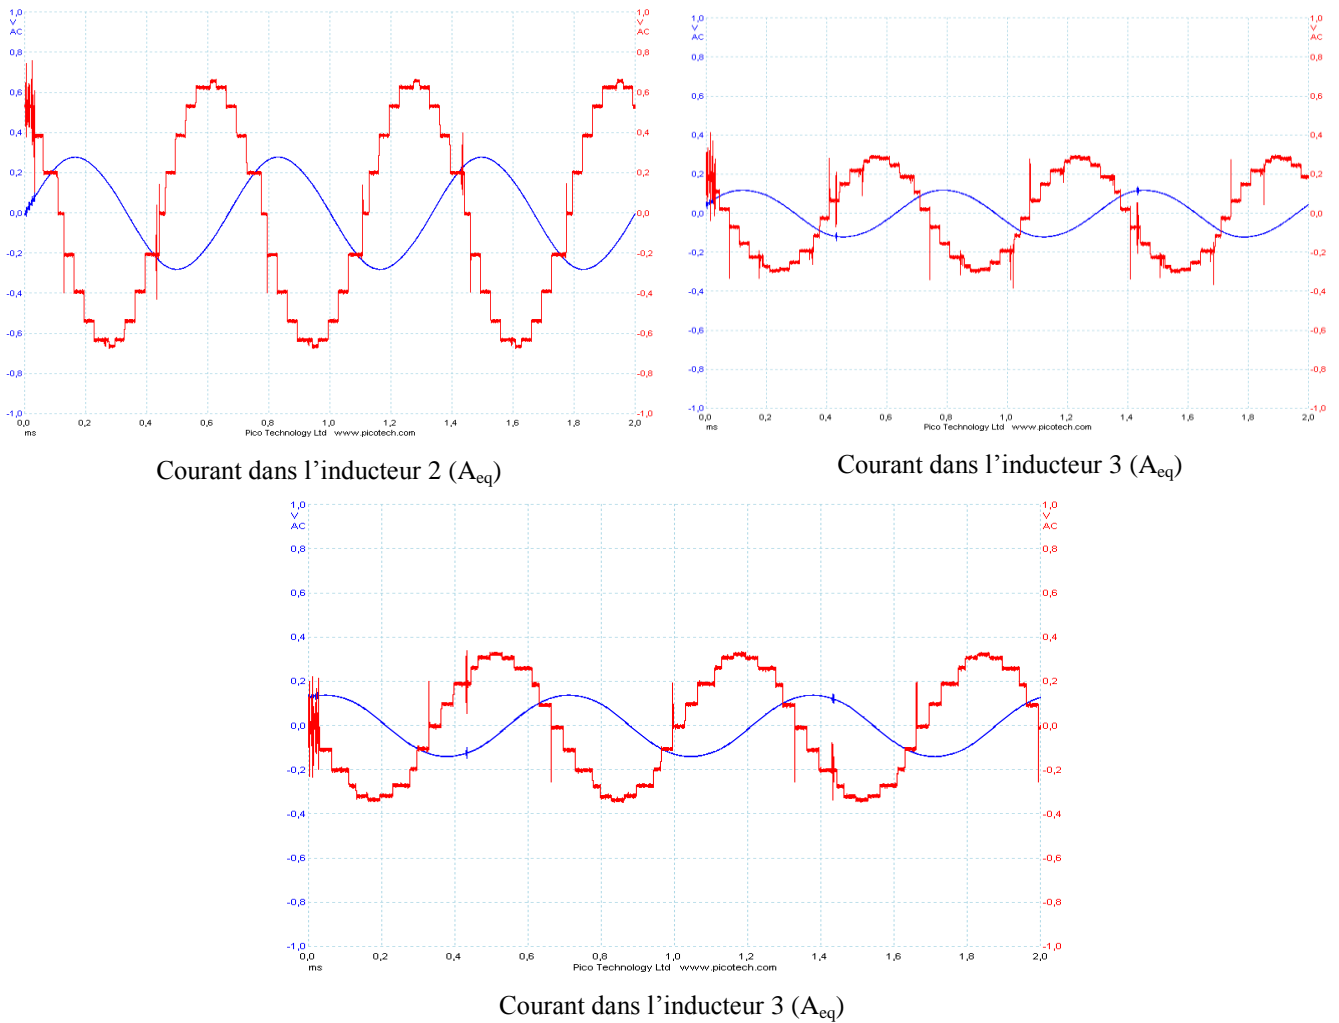 1,0 1,0
V V
AC AC
0,8 0,8
0,6 0,6
0,4 0,4
0,2 0,2
0,0 0,0
-0,2 -0,2
-0,4 -0,4
-0,6 -0,6
-0,8 -0,8
-1,0 -1,0
0,0 0,2 0,4 0,6 0,8 1,0 1,2 1,4 1,6 1,8 2,0
ms Pico Technology Ltd www.picotech.com
Courant dans l’inducteur 2 (Aeq)
1,0 1,0
V V
AC AC
0,8 0,8
0,6 0,6
0,4 0,4
0,2 0,2
0,0 0,0
-0,2 -0,2
-0,4 -0,4
-0,6 -0,6
-0,8 -0,8
-1,0 -1,0
0,0 0,2 0,4 0,6 0,8 1,0 1,2 1,4 1,6 1,8 2,0
ms Pico Technology Ltd www.picotech.com
Courant dans l’inducteur 3 (Aeq)
1,0 1,0
V V
AC AC
0,8 0,8
0,6 0,6
0,4 0,4
0,2 0,2
0,0 0,0
-0,2 -0,2
-0,4 -0,4
-0,6 -0,6
-0,8 -0,8
-1,0 -1,0
0,0 0,2 0,4 0,6 0,8 1,0 1,2 1,4 1,6 1,8 2,0
ms Pico Technology Ltd www.picotech.com
Courant dans l’inducteur 3 (Aeq)